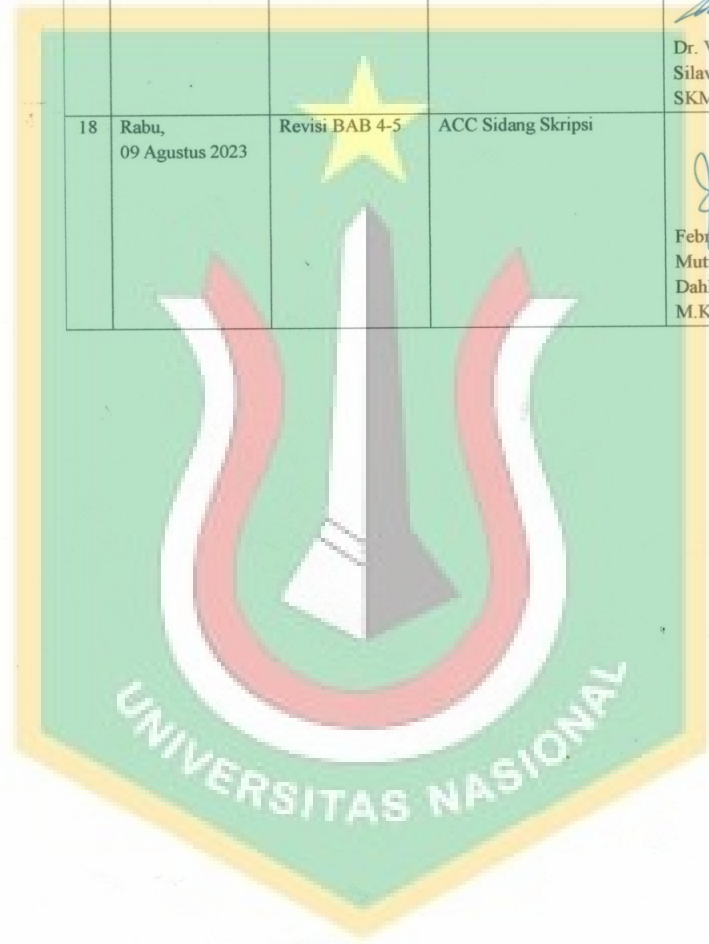 Dr. 
SKM
18 Rabu, Revisi BAB 4-5 ACC Sidang Skripsi
09 Agustus 2023
UNIVERSITAS NASIONAL